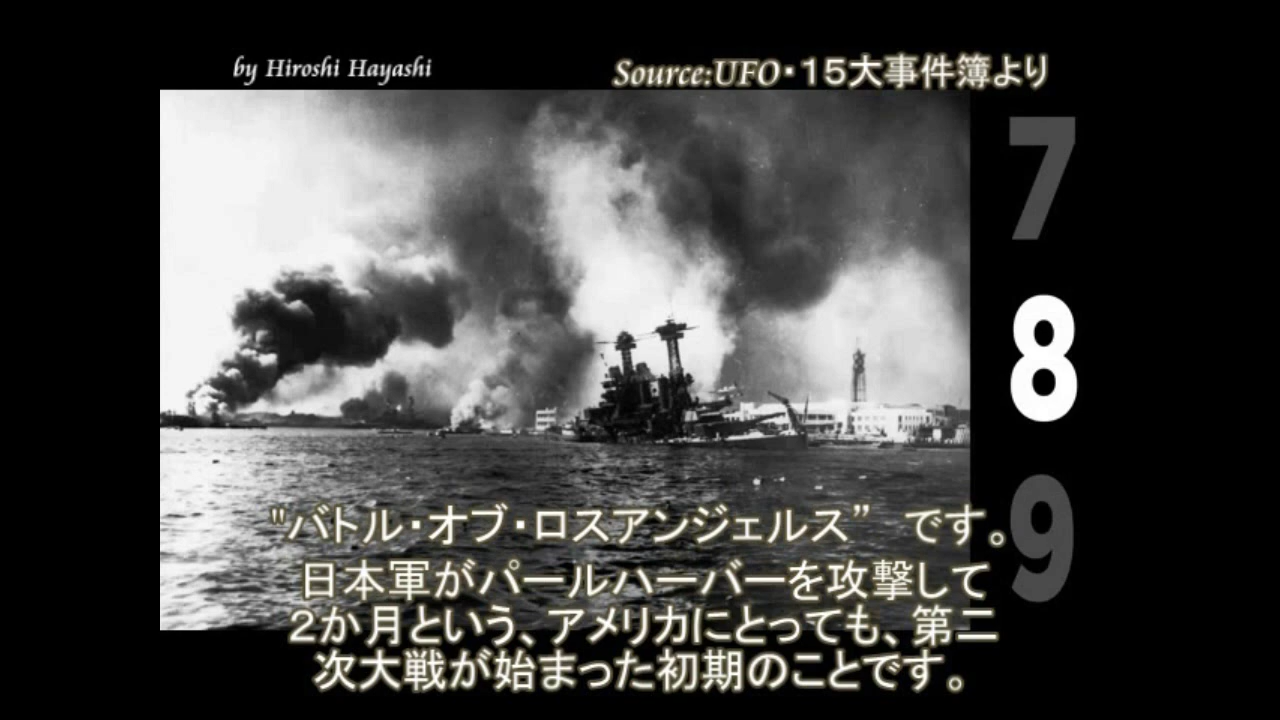 by Hiroshi Hayashi
Source:UFO・１５大事件簿より
7
8
9
"バトル・オブ・ロスアンジェルス” です。
日本軍がパールハーバーを攻撃して
２か月という、アメリカにとっても、第二
次大戦が始まった初期のことです。